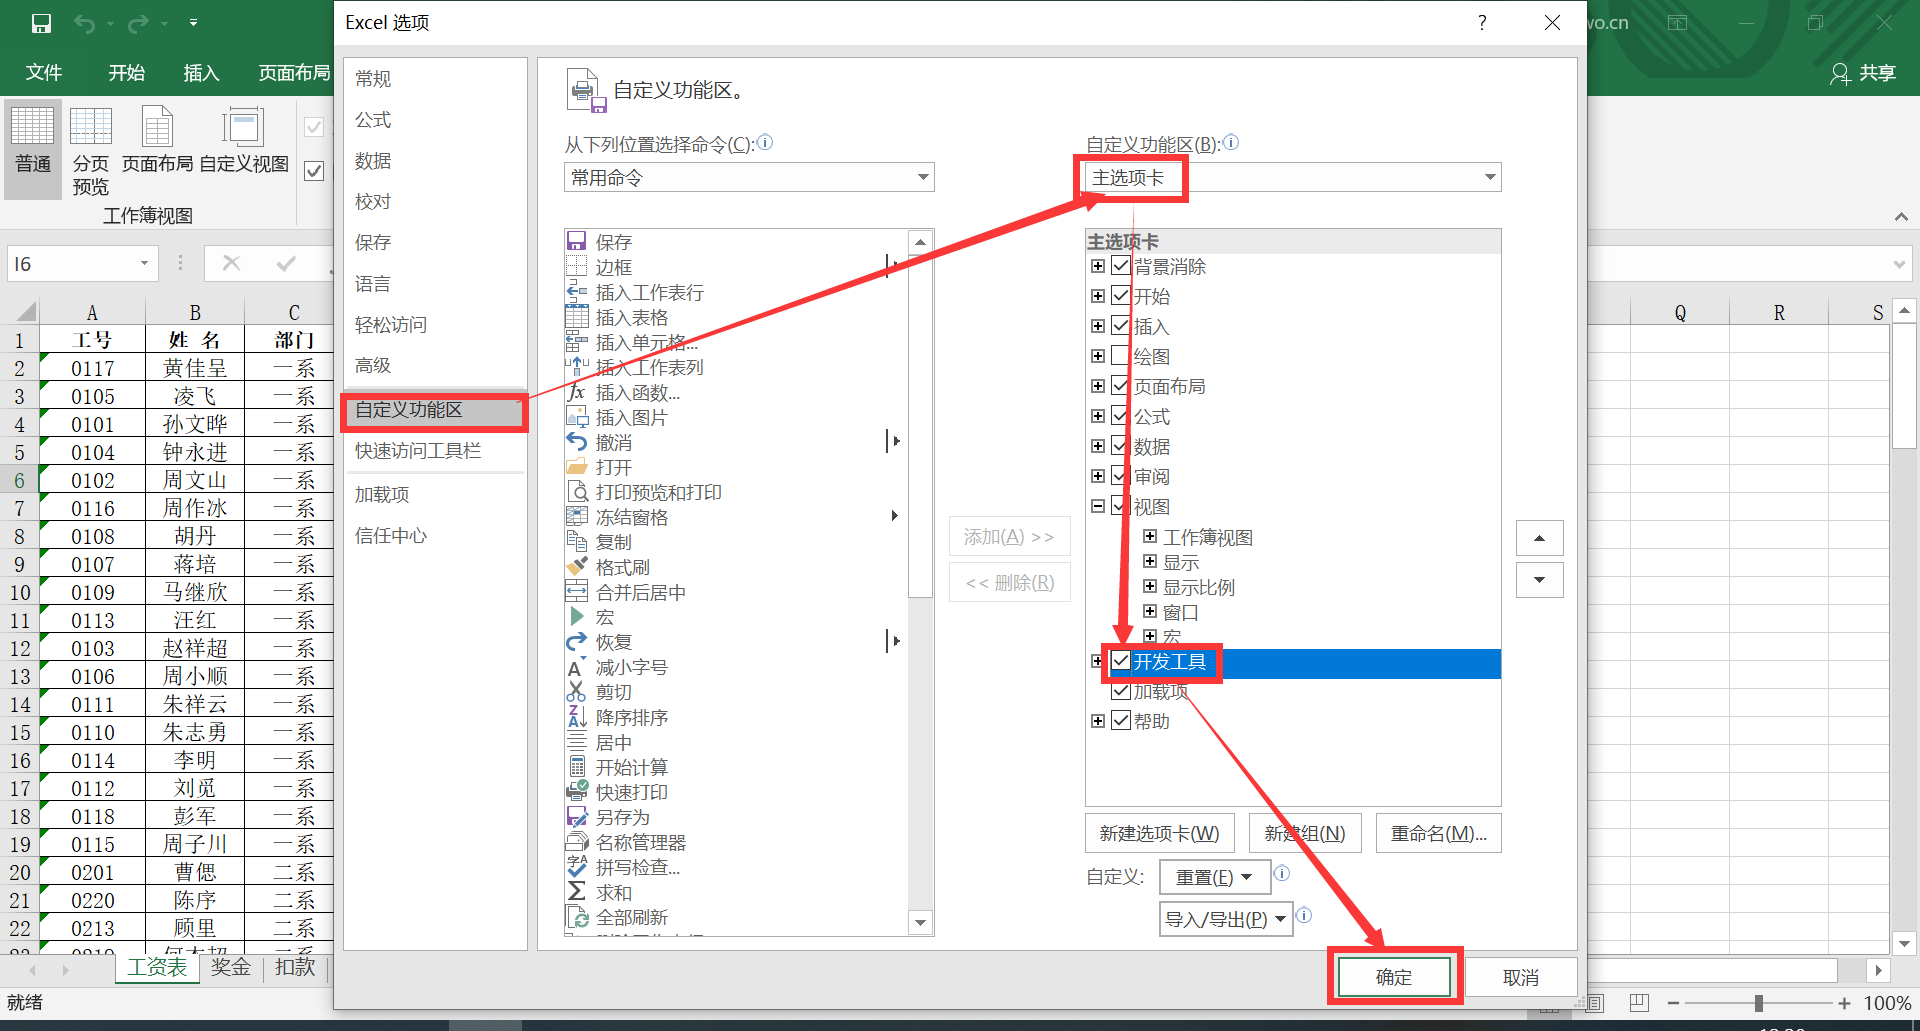 Excel 选项
?
wo.cn
文件 开始 插入 页面布局
共享
普通
分页
预览
页面布局
自定义视图
工作簿视图
I6
A B C Q R S
1 工号 姓 名 部门
2 0117 黄佳呈 一系
3 0105 凌飞 一系
4 0101 孙文晔 一系
5 0104 钟永进 一系
6 0102 周文山 一系
7 0116 周作冰 一系
8 0108 胡丹 一系
9 0107 蒋培 一系
10 0109 马继欣 一系
11 0113 汪红 一系
12 0103 赵祥超 一系
13 0106 周小顺 一系
14 0111 朱祥云 一系
15 0110 朱志勇 一系
16 0114 李明 一系
17 0112 刘觅 一系
18 0118 彭军 一系
19 0115 周子川 一系
20 0201 曹偲 二系
21 0220 陈序 二系
22 0213 顾里 二系
工资表 奖金 扣款
就绪
100%
常规
公式
数据
校对
保存
语言
轻松访问
高级
自定义功能区
快速访问工具栏
加载项
信任中心
自定义功能区。
从下列位置选择命令(C):
常用命令
保存
边框
插入工作表行
插入表格
插入单元格...
插入工作表列
插入函数...
插入图片
撤消
打开
打印预览和打印
冻结窗格
复制
格式刷
合并后居中
宏
恢复
减小字号
剪切
降序排序
居中
开始计算
快速打印
另存为
名称管理器
拼写检查...
求和
全部刷新
添加(A) >>
<< 删除(R)
自定义功能区(B):
主选项卡
主选项卡
背景消除
开始
插入
绘图
页面布局
公式
数据
审阅
视图
工作簿视图
显示
显示比例
窗口
宏
开发工具
加载项
帮助
新建选项卡(W) 新建组(N) 重命名(M)...
自定义: 重置(E)
导入/导出(P)
确定 取消